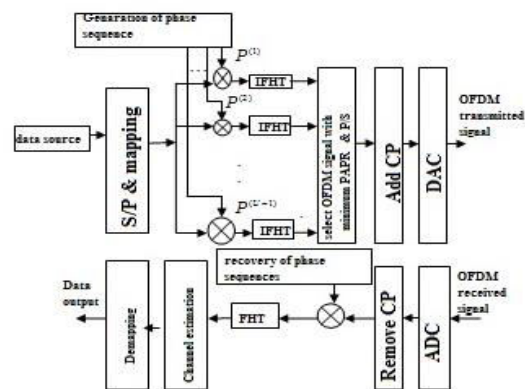 Genaration of phase
sequence
P(1)
IFHT
P(2)
IFHT
data source
S/P & mapping
IFHT
select OFDM signal with
minimum PAPR & P/S
Add CP
DAC
OFDM
transmitted
signal
recovery of phase
sequences
Data
output
Demapping
Channel estimation
FHT
Remove CP
ADC
OFDM
received
signal